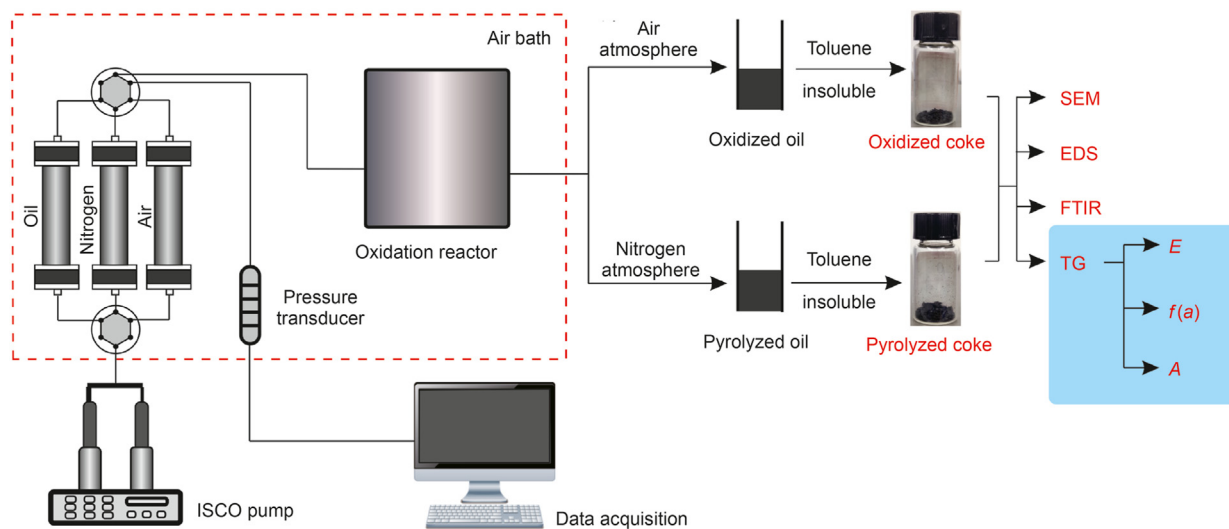 Air bath
Oil
Nitrogen
Air
Oxidation reactor
Pressure
transducer
ISCO pump
Data acquisition
Air
atmosphere
Oxidized oil
Toluene
insoluble
Oxidized coke
Nitrogen
atmosphere
Pyrolyzed oil
Toluene
insoluble
Pyrolyzed coke
SEM
EDS
FTIR
TG
E
f(a)
A